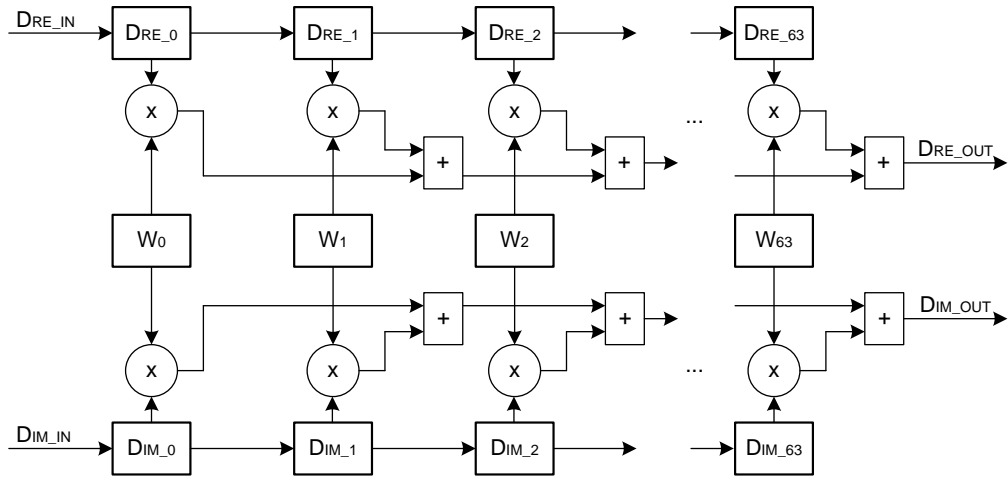 DRE_IN DRE_0 DRE_1 DRE_2 DRE_63
x x x ... x
+ + + DRE_OUT
W0 W1 W2 W63
+ + + DIM_OUT
x x x ... x
DIM_IN DIM_0 DIM_1 DIM_2 DIM_63